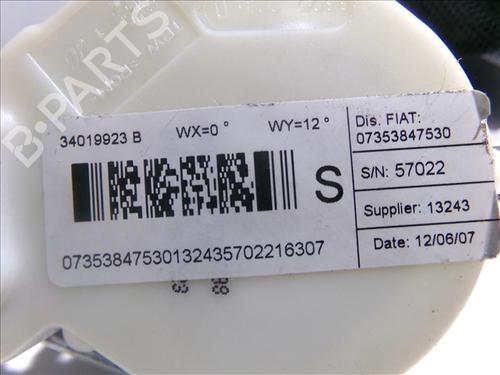 B-PARTS
34019923 B WX=0 ° WY=12 °
S
07353847530132435702216307
Dis. FIAT:
07353847530
S/N: 57022
Supplier: 13243
Date: 12/06/07